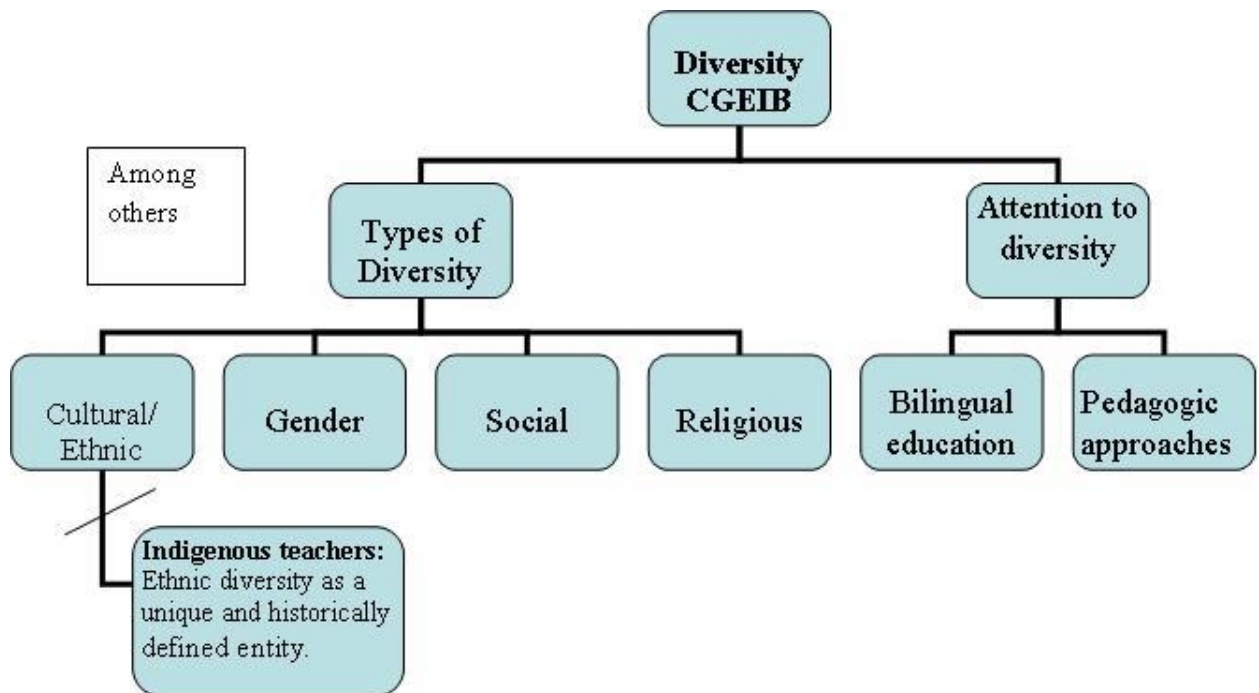 Diversity
CGEIB
Among
others
Types of
Diversity
Attention to
diversity
Cultural/
Ethnic
Gender
Social
Religious
Bilingual
education
Pedagogic
approaches
Indigenous teachers:
Ethnic diversity as a
unique and historically
defined entity.